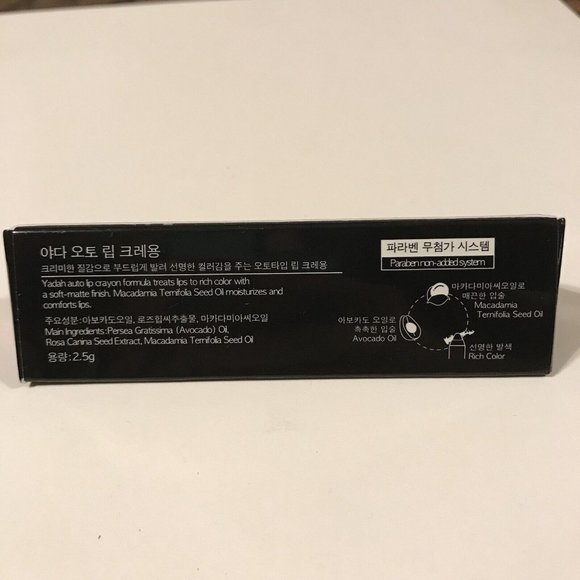 야다 오토 립 크레용
크리미한 질감으로 부드럽게 발려 선명한 컬러감을 주는 오토타입 립 크레용
Yadah auto lip crayon formula treats lips to rich color with
a soft-matte finish. Macadamia Ternifolia Seed Oil moisturizes and
comforts lips.
주요성분:아보카도오일, 로즈힙씨추출물, 마카다미아씨오일
Main Ingredients:Persea Gratissima (Avocado) Oil,
Rosa Canina Seed Extract, Macadamia Ternifolia Seed Oil
용량:2.5g
파라벤 무첨가 시스템
Paraben non-added system
마카다미아씨오일로
매끈한 입술
Macadamia
Ternifolia Seed Oil
아보카도 오일로
촉촉한 입술
Avocado Oil
선명한 발색
Rich Color